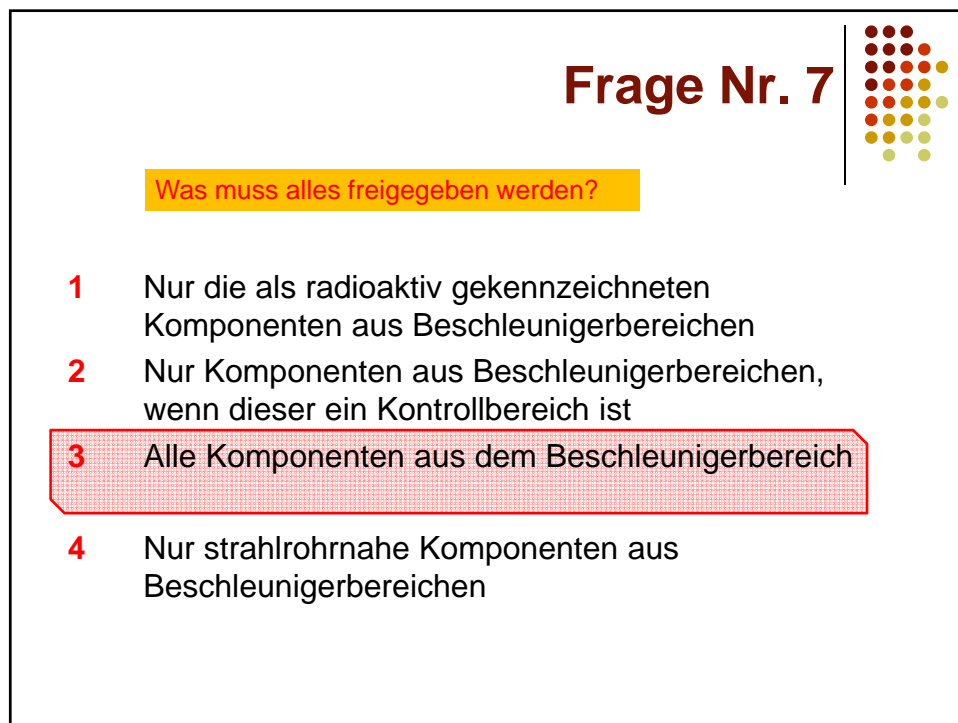 Frage Nr. 7
Was muss alles freigegeben werden?
1 Nur die als radioaktiv gekennzeichneten
Komponenten aus Beschleunigerbereichen
2 Nur Komponenten aus Beschleunigerbereichen,
wenn dieser ein Kontrollbereich ist
3 Alle Komponenten aus dem Beschleunigerbereich
4 Nur strahlrohrnahe Komponenten aus
Beschleunigerbereichen